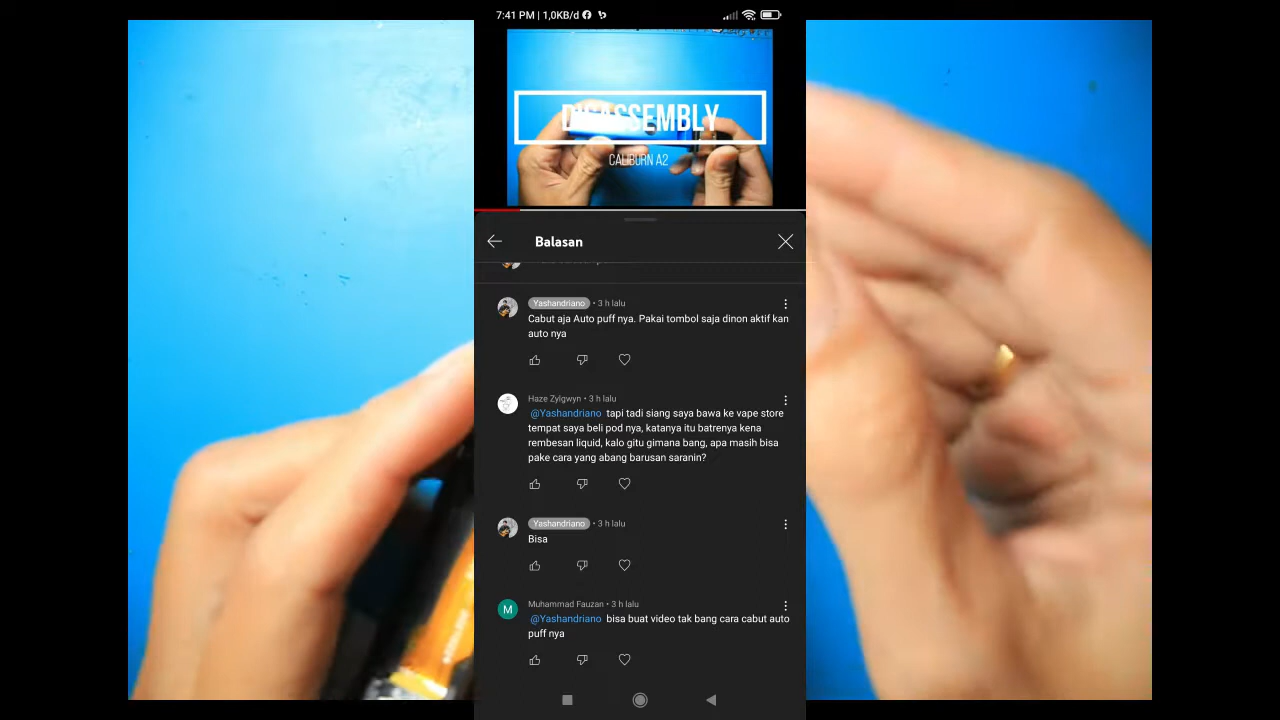 7:41 PM | 1,0KB/d
DISASSEMBLY
CALIBURN A2
Balasan
Yashandriano • 3 h lalu
Cabut aja Auto puff nya. Pakai tombol saja dinon aktif kan
auto nya
Haze Zylgwyn • 3 h lalu
@Yashandriano tapi tadi siang saya bawa ke vape store
tempat saya beli pod nya, katanya itu batrenya kena
rembesan liquid, kalo gitu gimana bang, apa masih bisa
pake cara yang abang barusan saranin?
Yashandriano • 3 h lalu
Bisa
M
Muhammad Fauzan • 3 h lalu
@Yashandriano bisa buat video tak bang cara cabut auto
puff nya